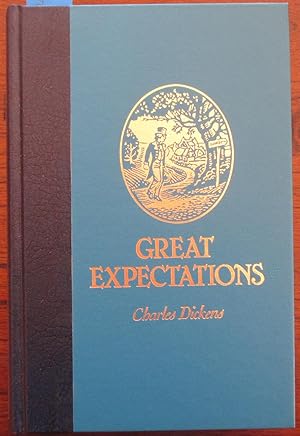 GREAT
EXPECTATIONS
Charles Dickens